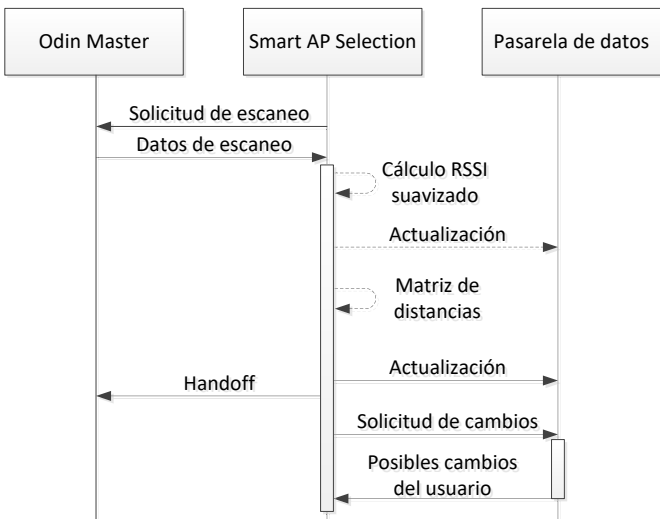 Odin Master
Smart AP Selection
Pasarela de datos
Solicitud de escaneo
Datos de escaneo
Cálculo RSSI
suavizado
Actualización
Matriz de
distancias
Actualización
Handoff
Solicitud de cambios
Posibles cambios
del usuario